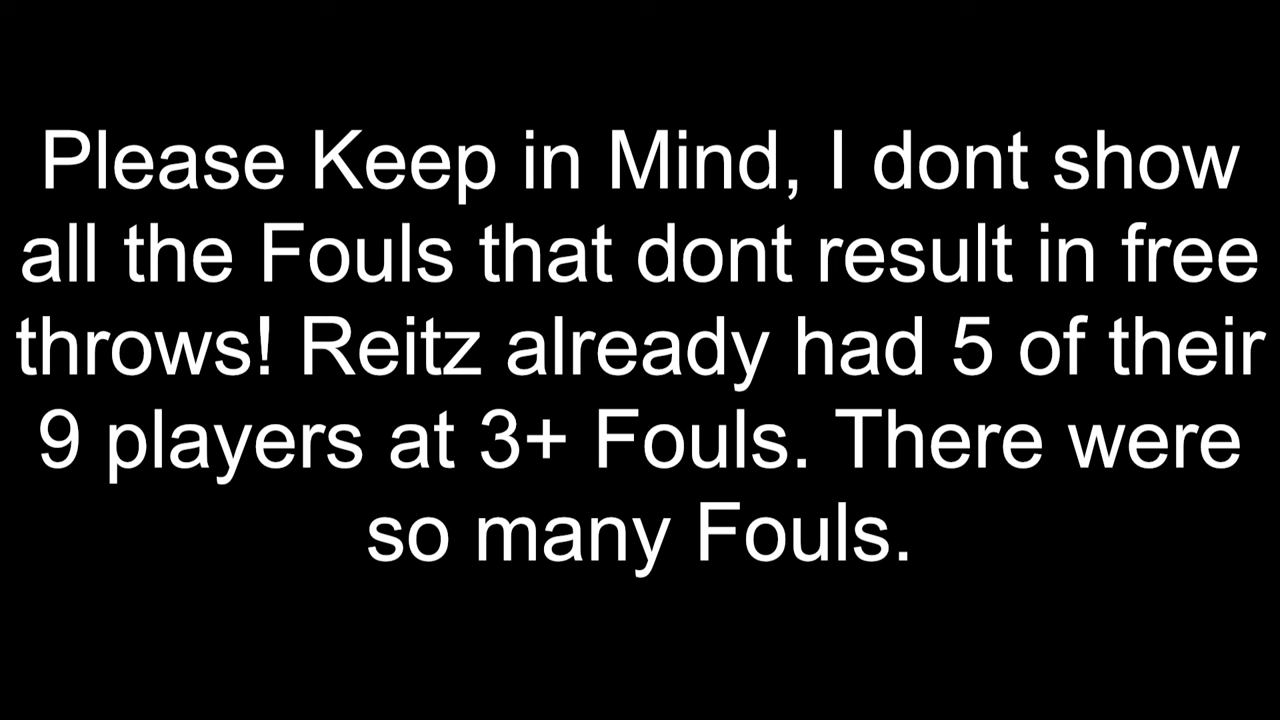 Please Keep in Mind, I dont show
all the Fouls that dont result in free
throws! Reitz already had 5 of their
9 players at 3+ Fouls. There were
so many Fouls.